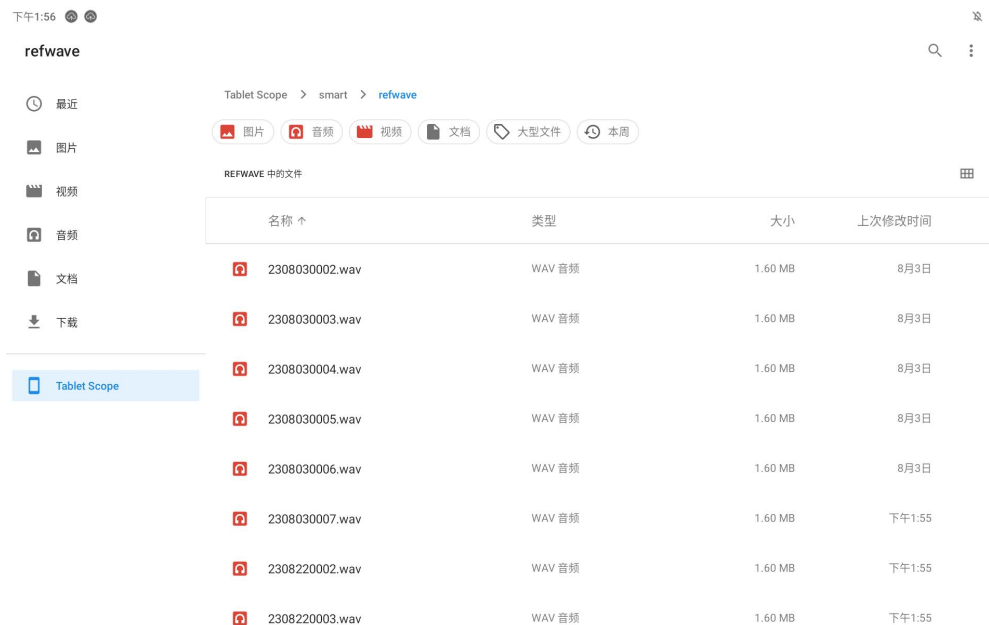 下午1:56
refwave
最近
图片
视频
音频
文档
下载
Tablet Scope
Tablet Scope > smart > refwave
图片 音频 视频 文档 大型文件 本周
REFWAVE 中的文件
名称 ↑ 类型 大小 上次修改时间
2308030002.wav WAV 音频 1.60 MB 8月3日
2308030003.wav WAV 音频 1.60 MB 8月3日
2308030004.wav WAV 音频 1.60 MB 8月3日
2308030005.wav WAV 音频 1.60 MB 8月3日
2308030006.wav WAV 音频 1.60 MB 8月3日
2308030007.wav WAV 音频 1.60 MB 下午1:55
2308220002.wav WAV 音频 1.60 MB 下午1:55
2308220003.wav WAV 音频 1.60 MB 下午1:55